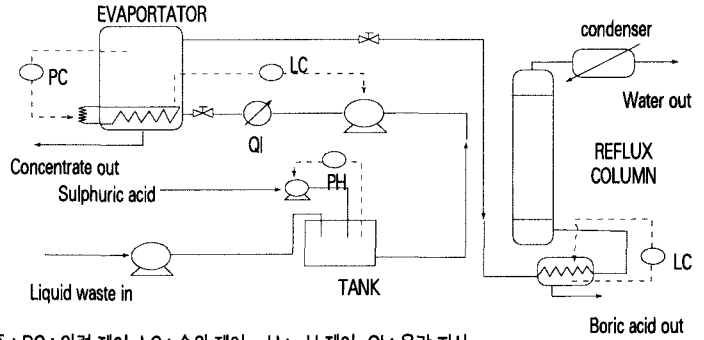 EVAPORTATOR
condenser
PC
LC
Water out
QI
REFLUX
COLUMN
Concentrate out
Sulphuric acid
PH
LC
Liquid waste in
TANK
Boric acid out